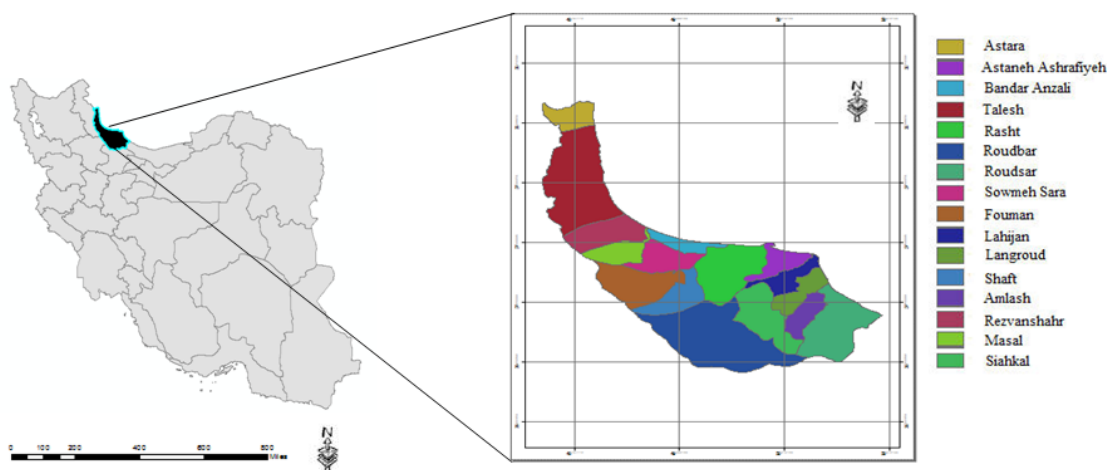 N
Astara
Astaneh Ashrafiyeh
Bandar Anzali
Talesh
Rasht
Roudbar
Roudsar
Sowmeh Sara
Fouman
Lahijan
Langroud
Shaft
Amlash
Rezvanshahr
Masal
Siahkal
N
0 100 200 400 600 800
Miles